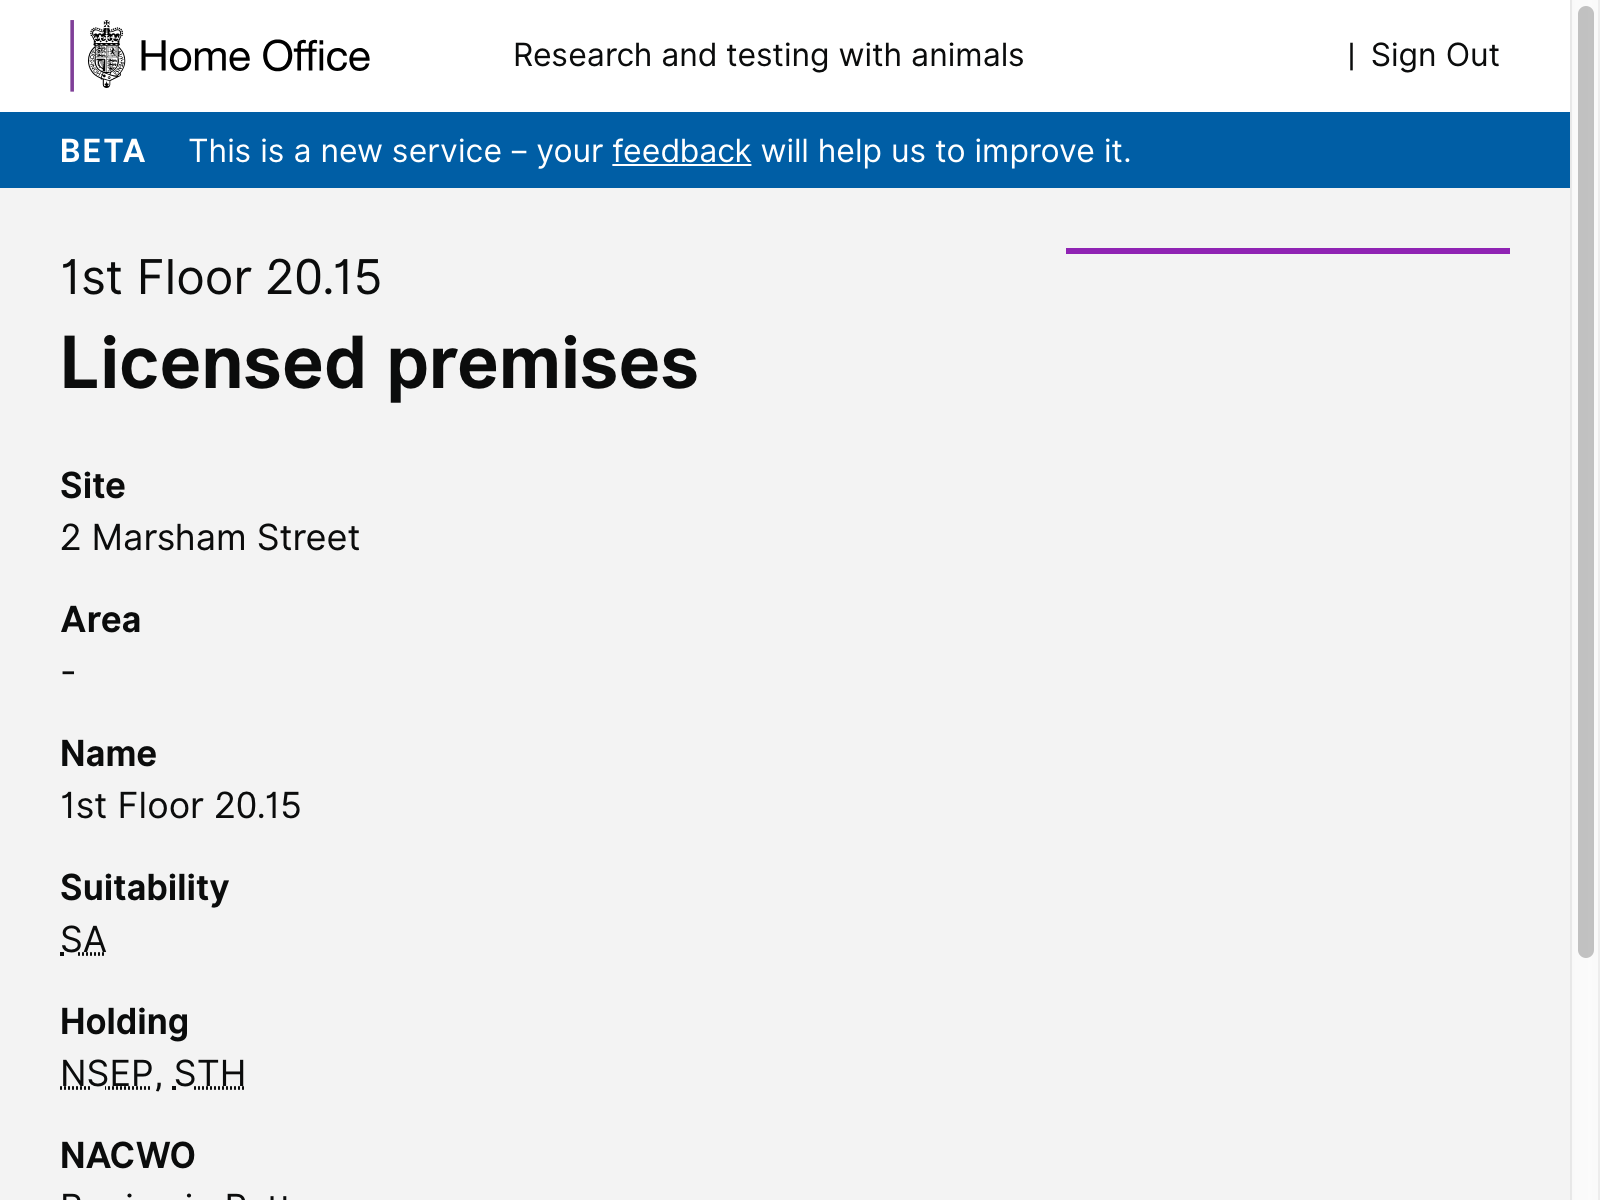 Home Office
Research and testing with animals
| Sign Out
BETA This is a new service – your feedback will help us to improve it.
1st Floor 20.15
Licensed premises
Site
2 Marsham Street
Area
-
Name
1st Floor 20.15
Suitability
SA
Holding
NSEP, STH
NACWO